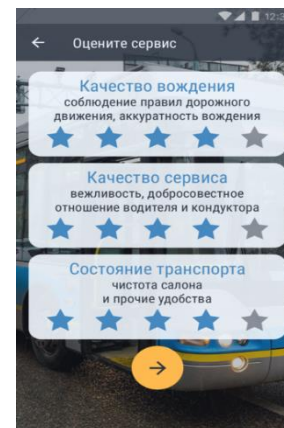 Оцените сервис
Качество вождения
соблюдение правил дорожного
движения, аккуратность вождения
Качество сервиса
вежливость, добросовестное
отношение водителя и кондуктора
Состояние транспорта
чистота салона
и прочие удобства